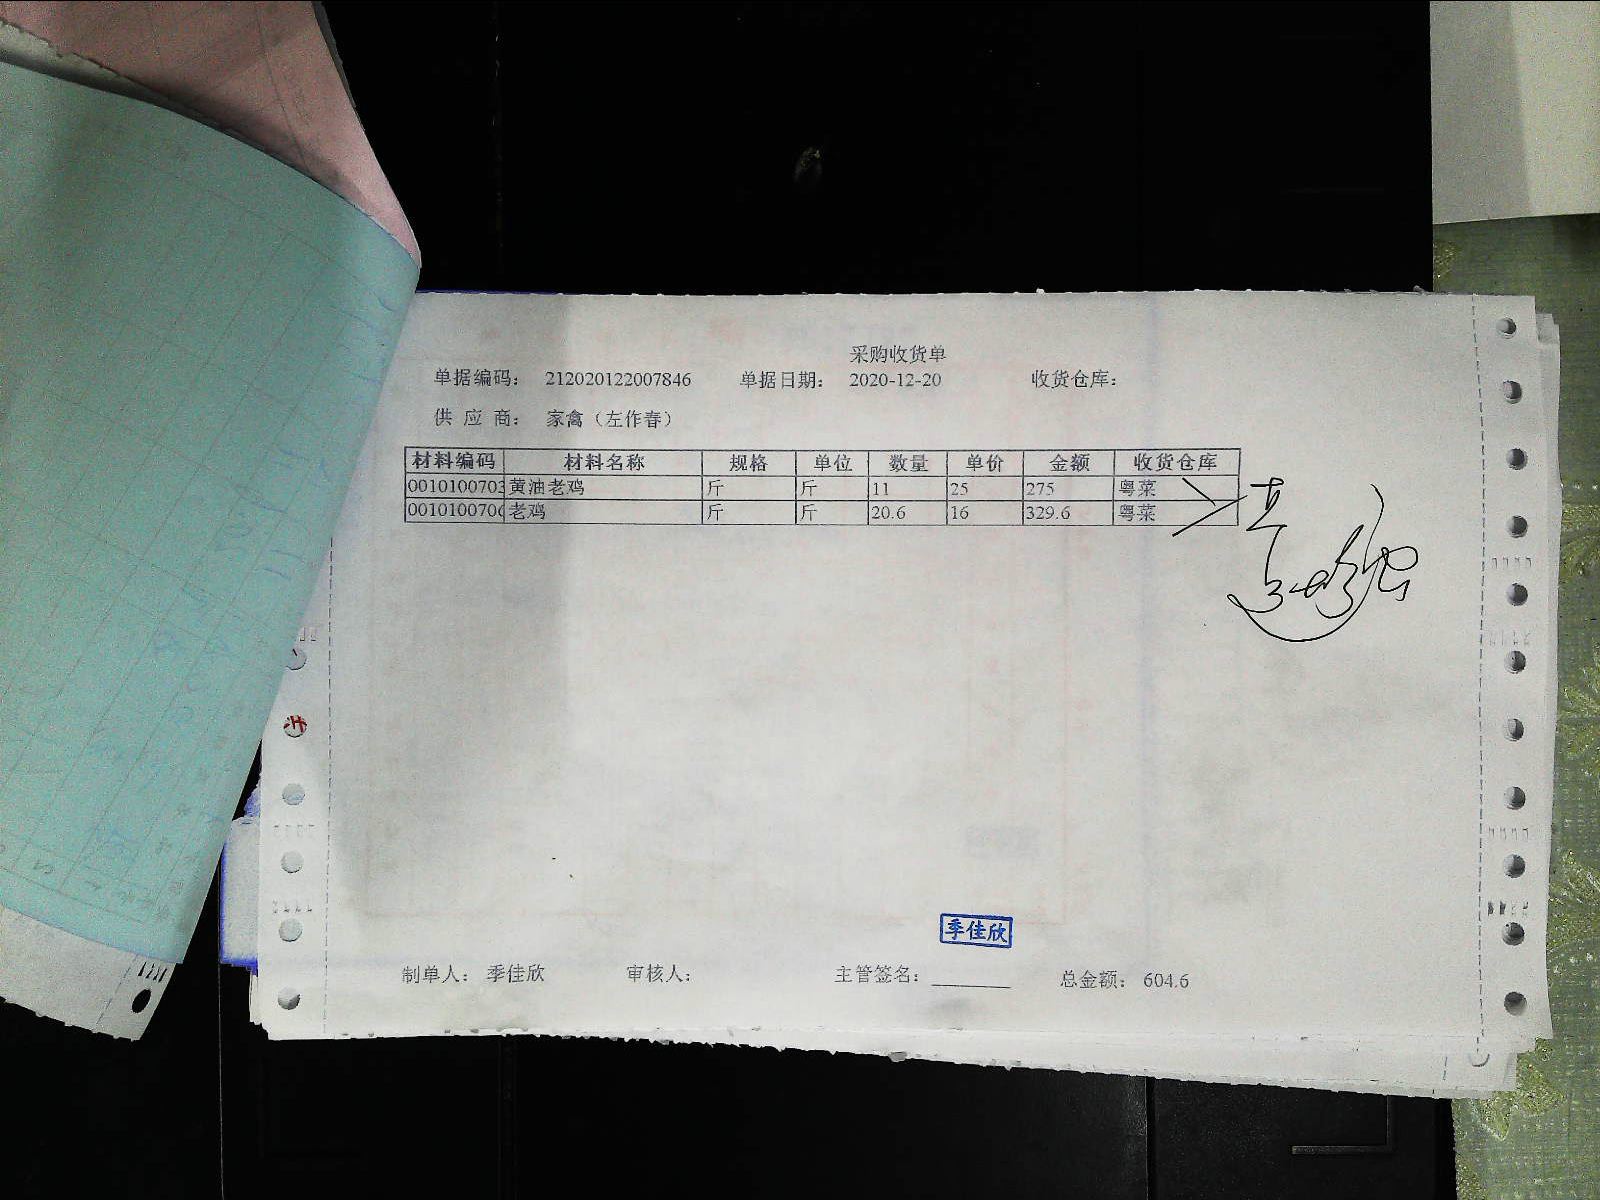 采购收货单
单据编码： 212020122007846 单据日期： 2020-12-20 收货仓库：
供 应 商： 家禽（左作春）
材料编码 材料名称 规格 单位 数量 单价 金额 收货仓库
0010100703 黄油老鸡 斤 斤 11 25 275 粤菜
001010070 老鸡 斤 斤 20.6 16 329.6 粤菜
季佳欣
制单人： 季佳欣 审核人： 主管签名： 总金额： 604.6